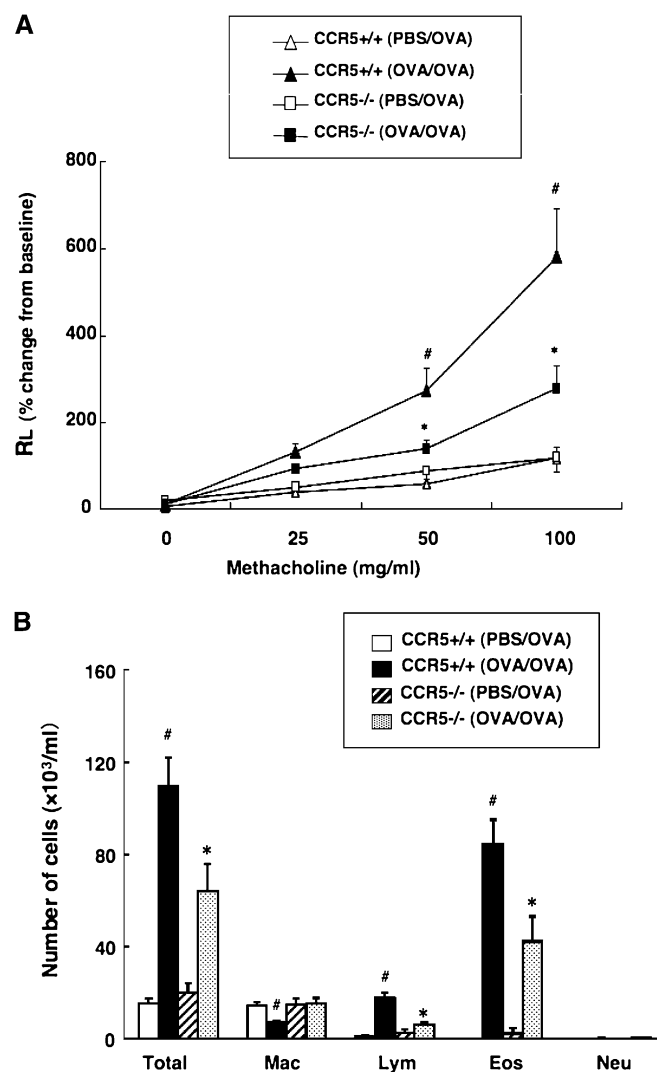 A
CCR5+/+ (PBS/OVA)
CCR5+/+ (OVA/OVA)
CCR5-/- (PBS/OVA)
CCR5-/- (OVA/OVA)
800
600
400
200
0
RL (% change from baseline)
#
#
*
*
0 25 50 100
Methacholine (mg/ml)
B
CCR5+/+ (PBS/OVA)
CCR5+/+ (OVA/OVA)
CCR5-/- (PBS/OVA)
CCR5-/- (OVA/OVA)
160
120
80
40
0
Number of cells (×10³/ml)
#
*
#
#
*
#
*
Total Mac Lym Eos Neu